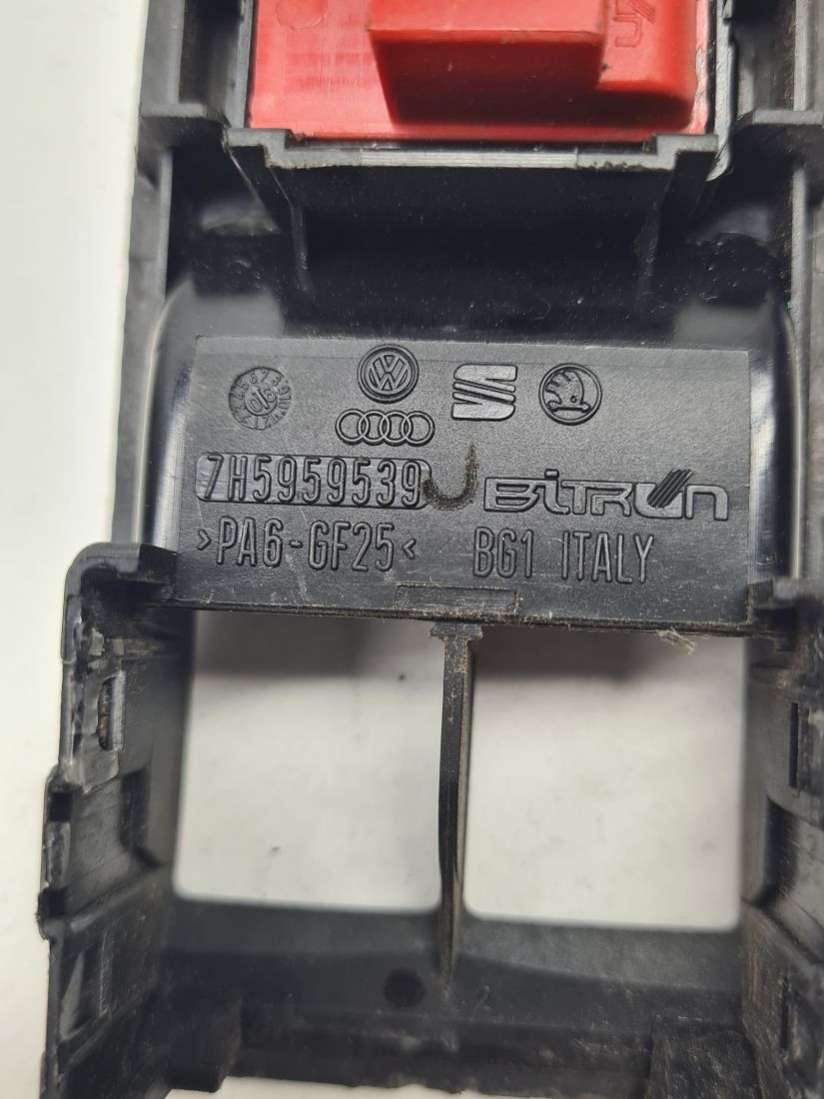 7H5959539
BiTRON
>PA6-GF25<
BG1 ITALY